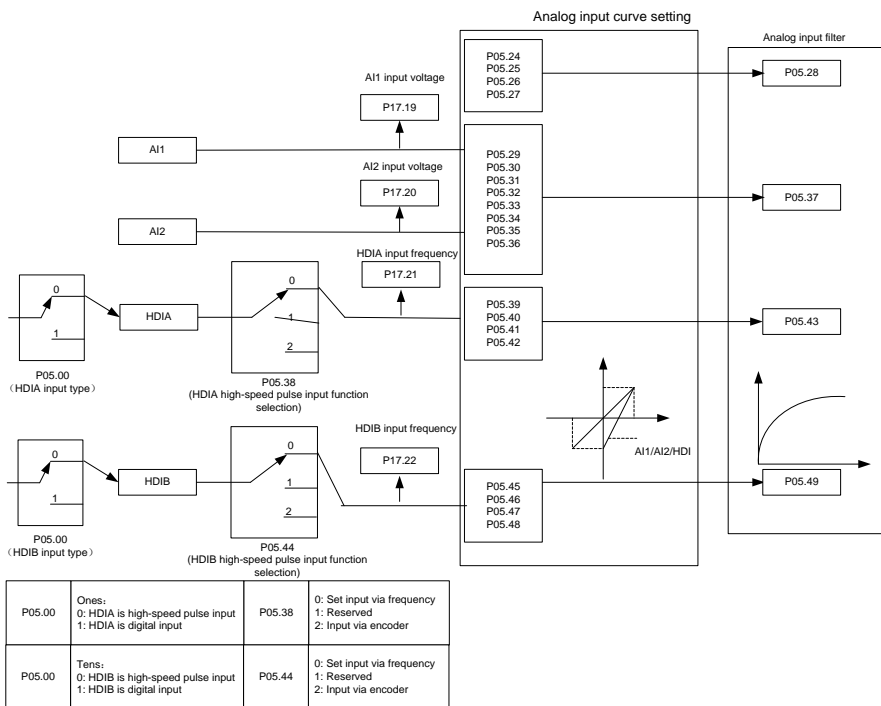 Analog input curve setting
Analog input filter
P05.24
P05.25
P05.26
P05.27
P05.28
AI1 input voltage
P17.19
AI1
P05.29
P05.30
P05.31
P05.32
P05.33
P05.34
P05.35
P05.36
P05.37
AI2 input voltage
P17.20
AI2
HDIA input frequency
P17.21
0
1
HDIA
0
1
2
P05.39
P05.40
P05.41
P05.42
P05.43
P05.00
（HDIA input type）
P05.38
(HDIA high-speed pulse input function
selection)
AI1/AI2/HDI
HDIB input frequency
P17.22
0
1
HDIB
0
1
2
P05.45
P05.46
P05.47
P05.48
P05.49
P05.00
（HDIB input type）
P05.44
(HDIB high-speed pulse input function
selection)
P05.00
Ones：
0: HDIA is high-speed pulse input
1: HDIA is digital input
P05.38
0: Set input via frequency
1: Reserved
2: Input via encoder
P05.00
Tens：
0: HDIB is high-speed pulse input
1: HDIB is digital input
P05.44
0: Set input via frequency
1: Reserved
2: Input via encoder